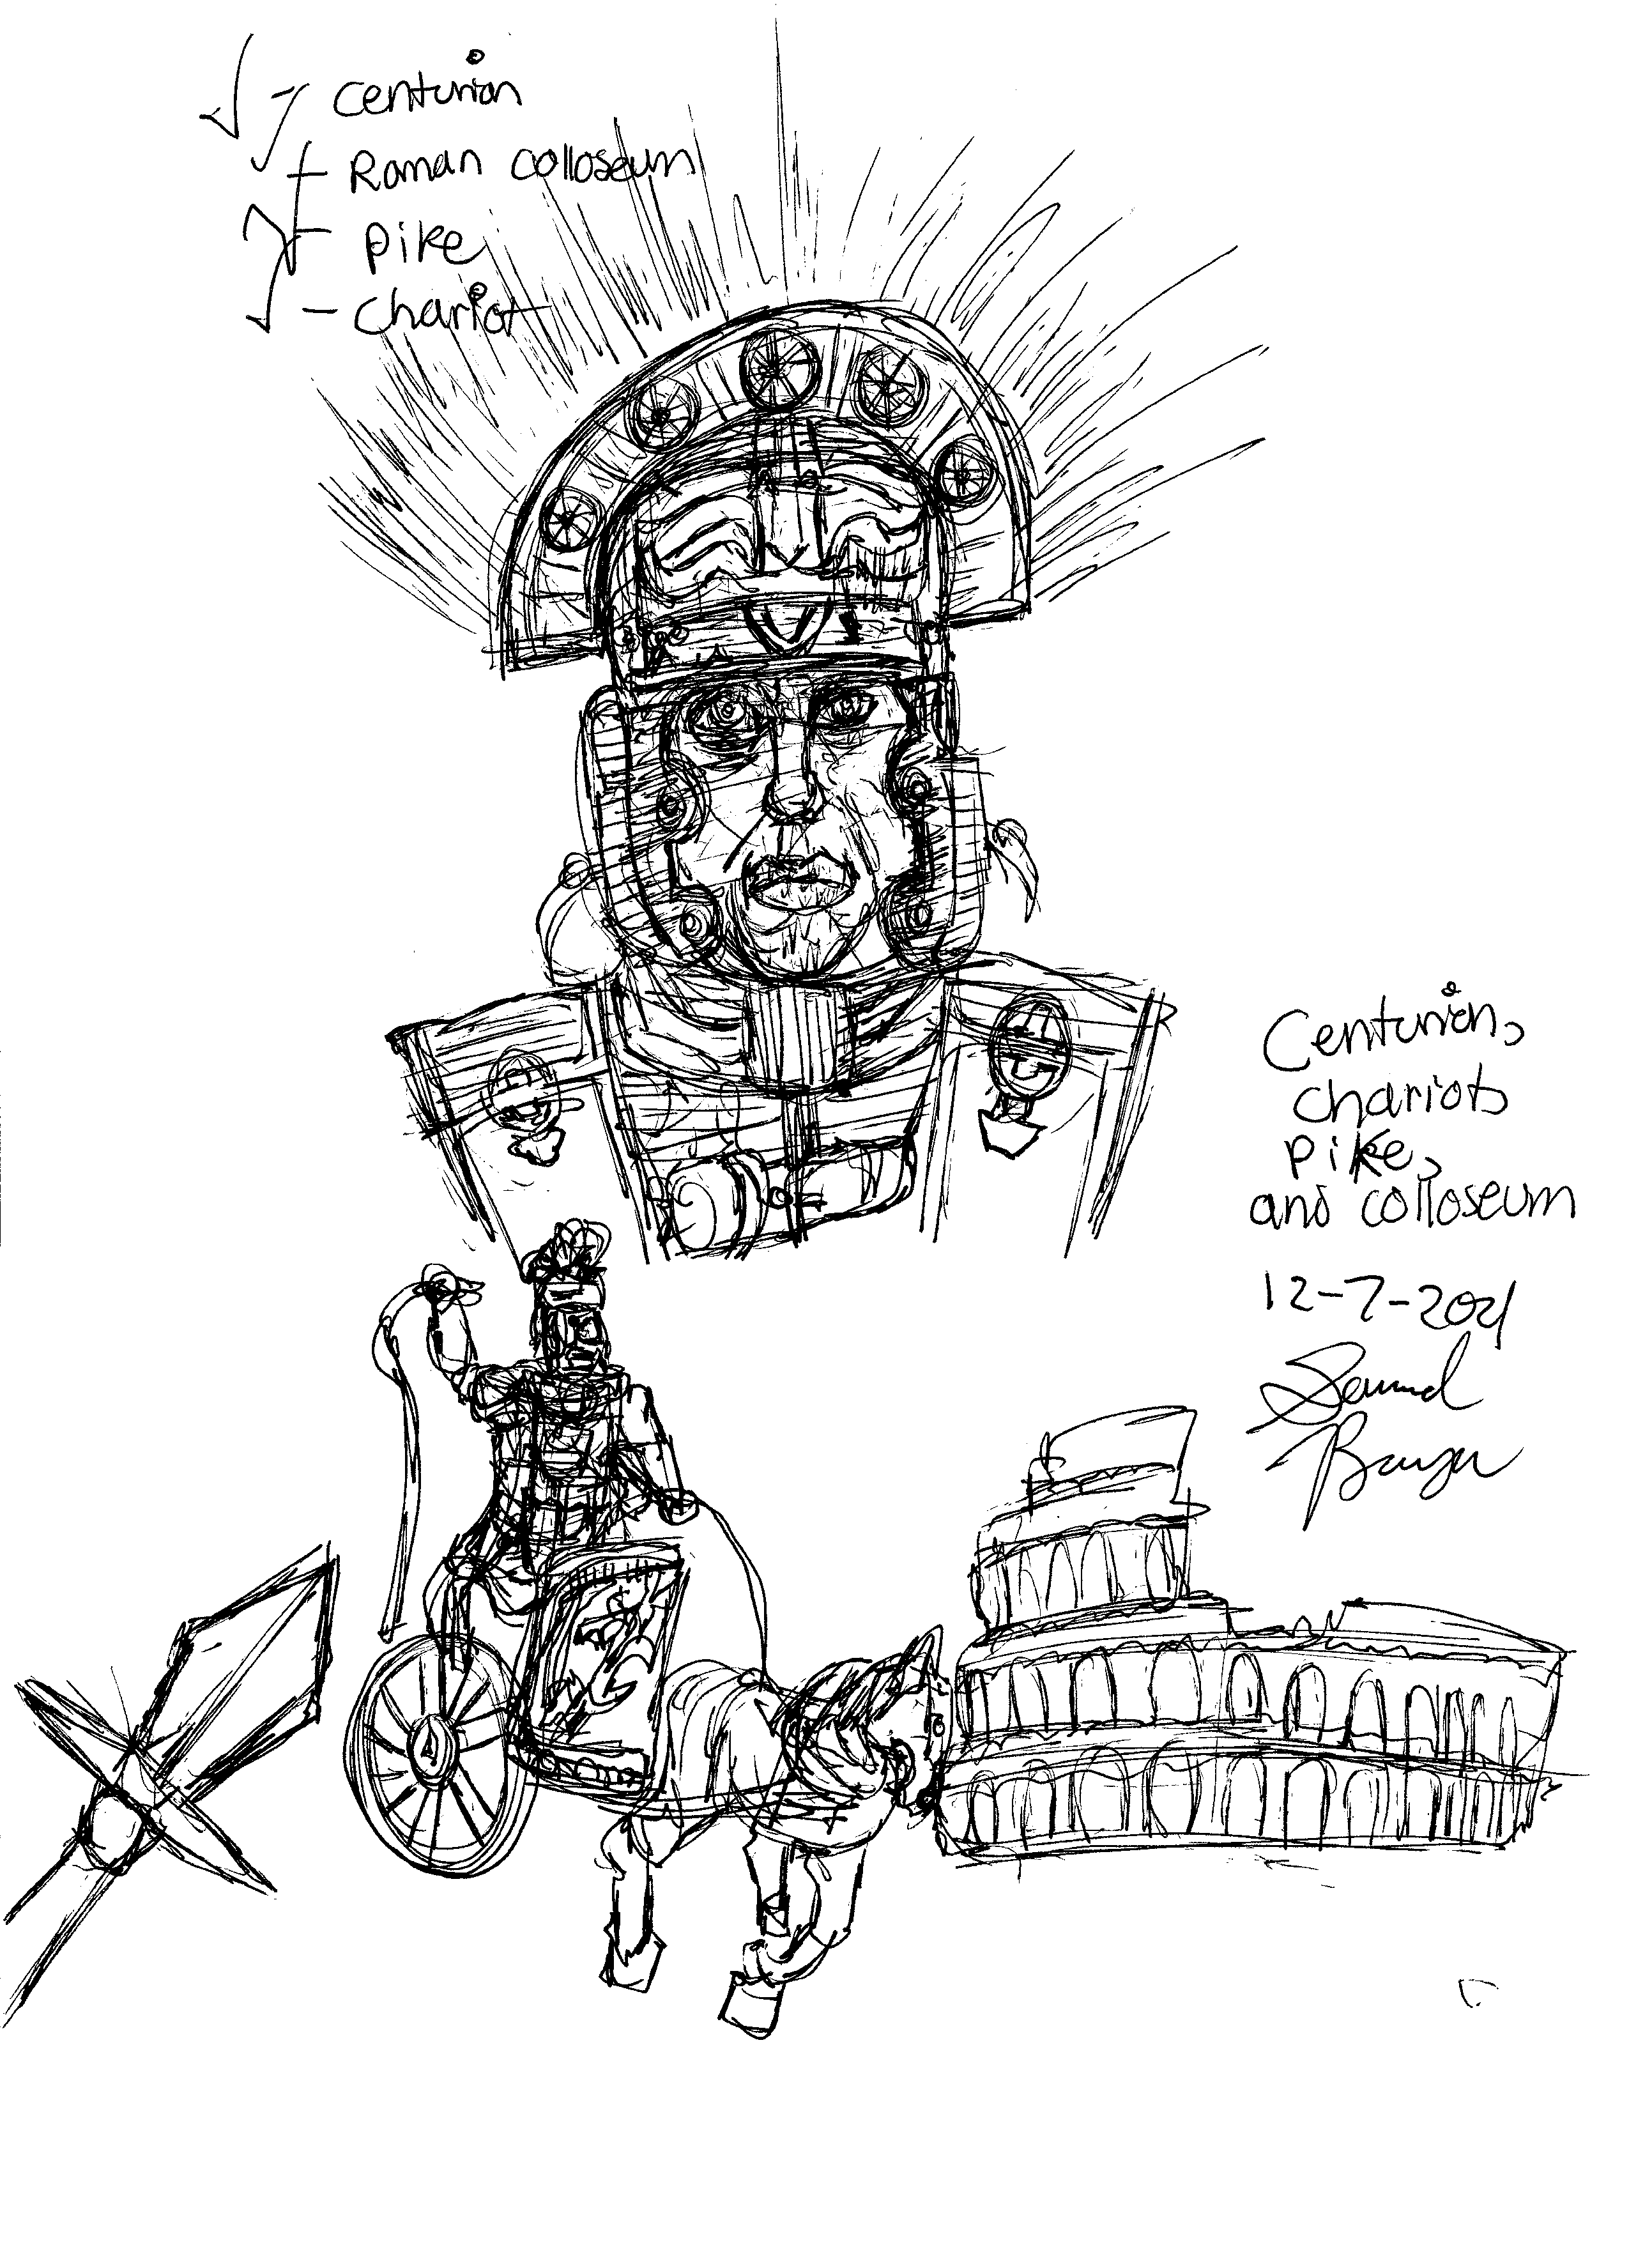 - Centurion
- Roman colloseum
- pike
- chariot
Centurion,
chariot,
pike,
and colloseum
12-7-2021